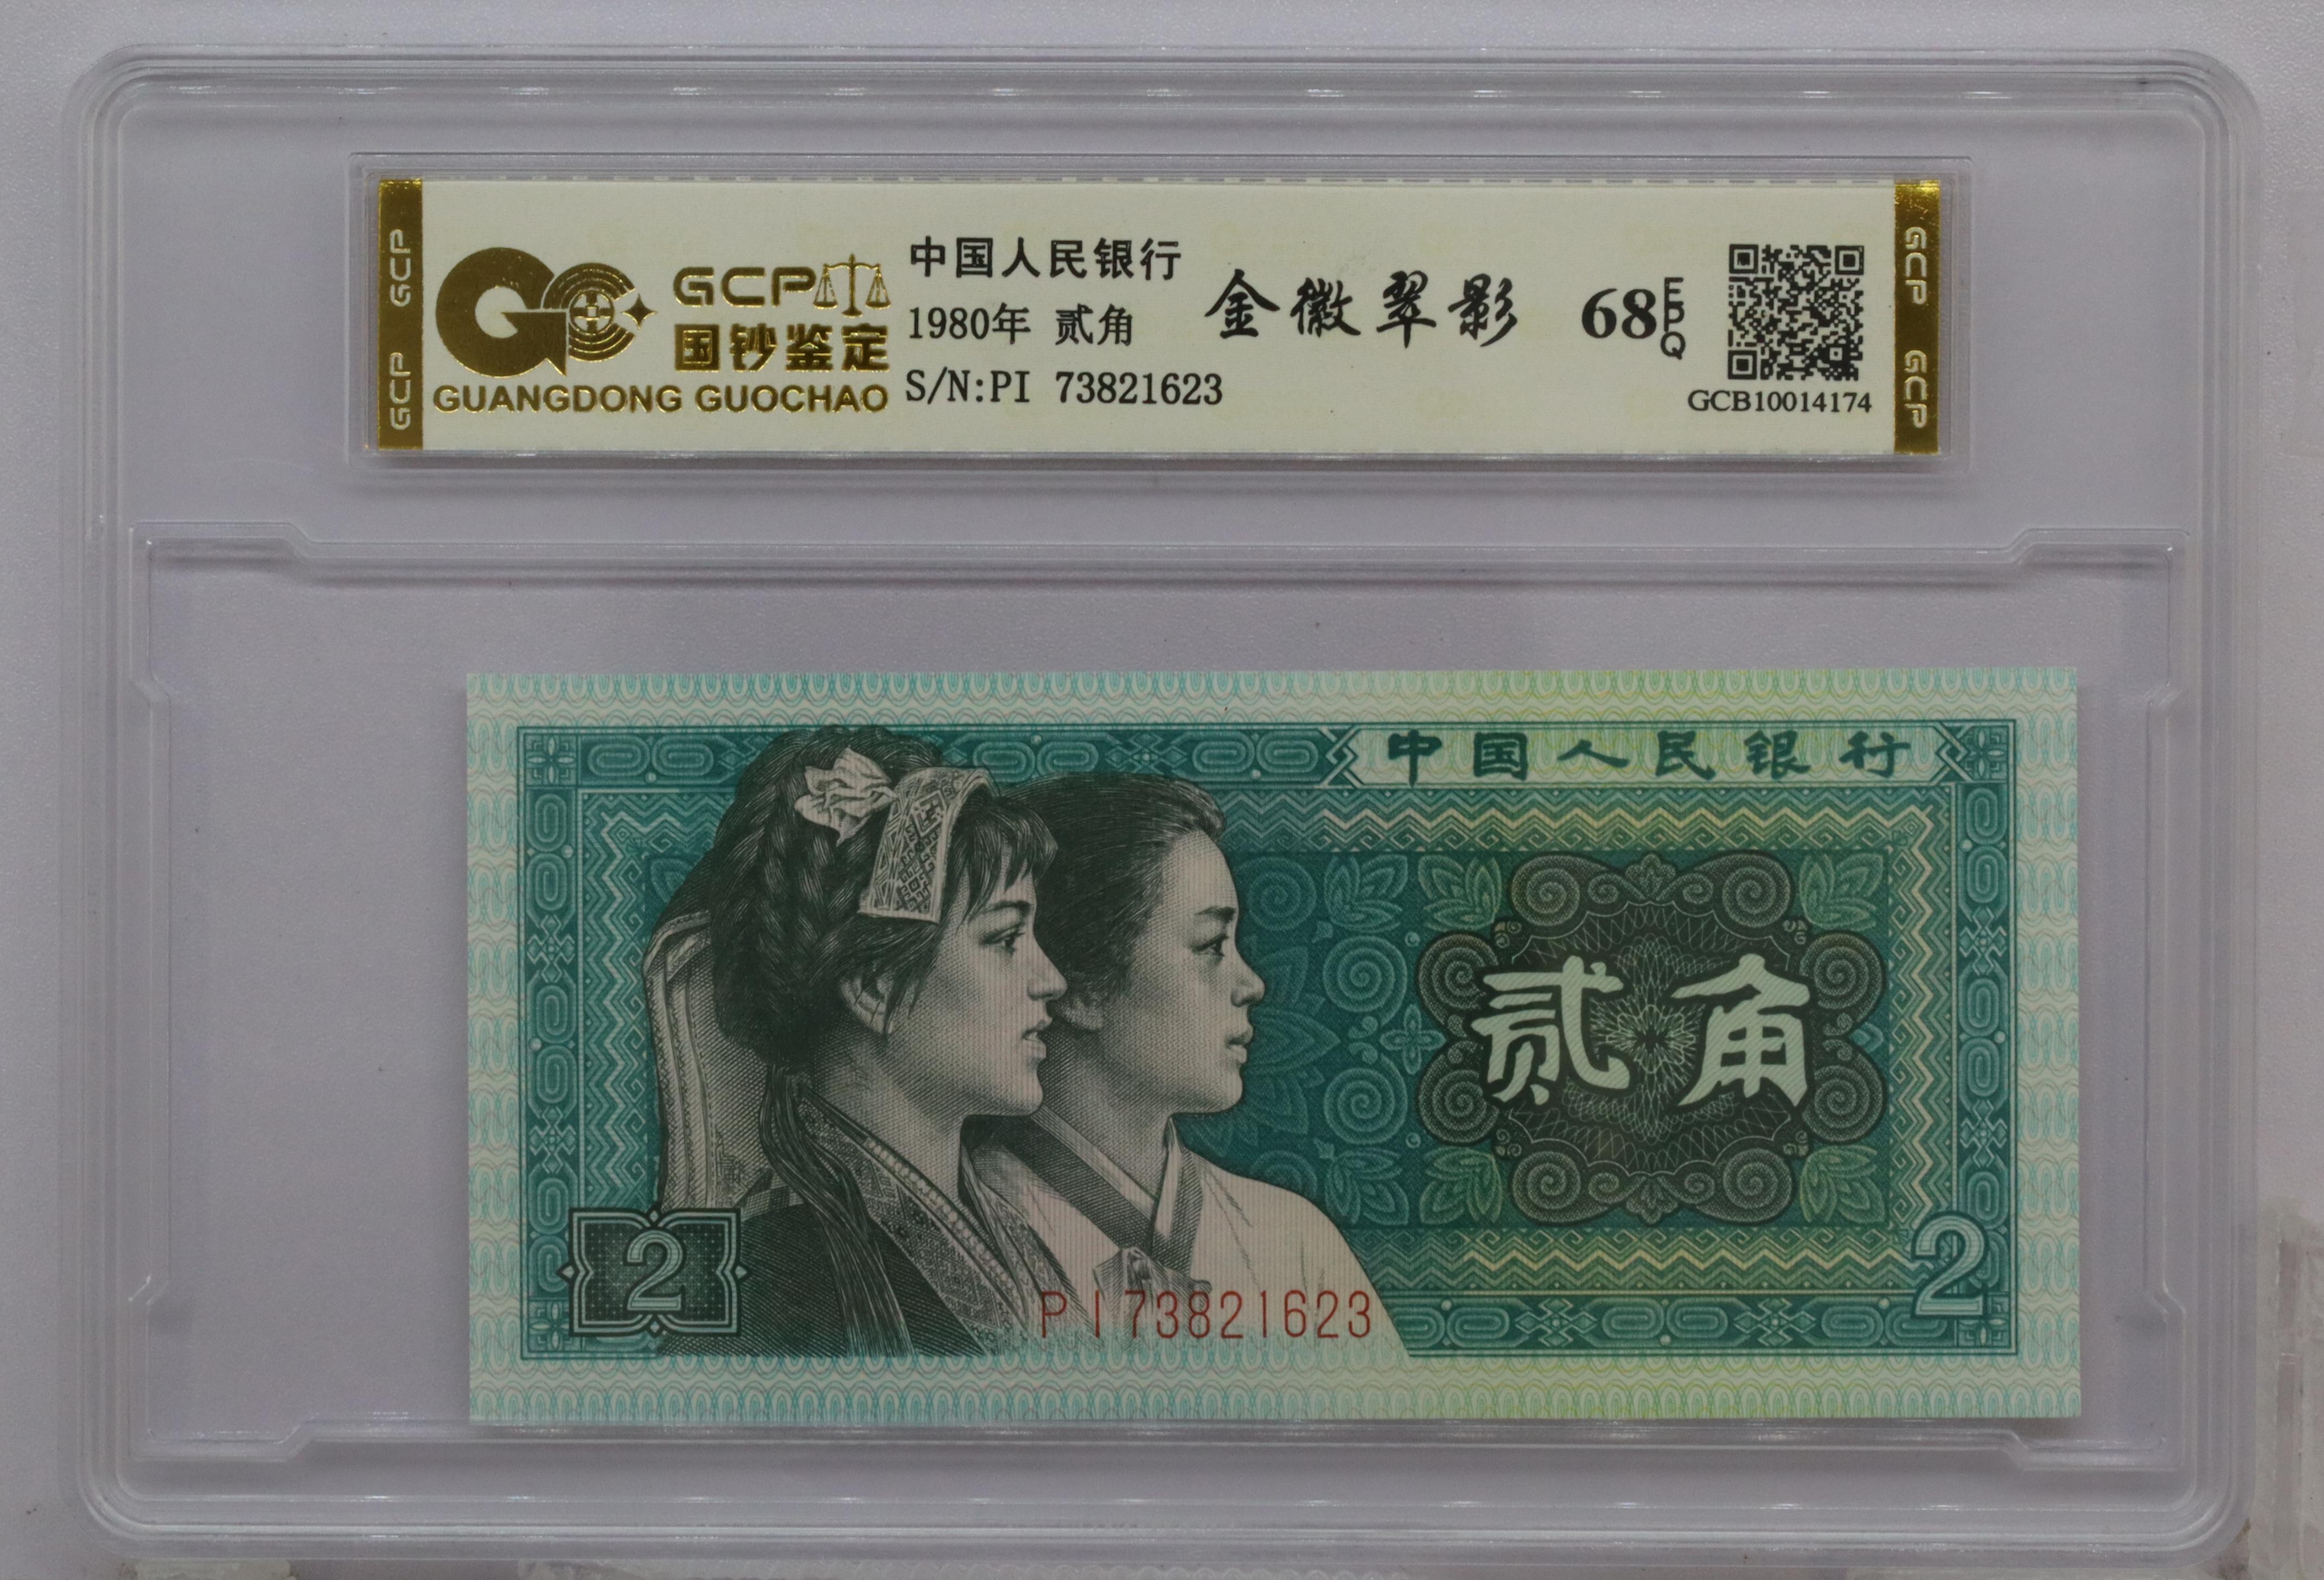 GCP GCP
GCP
国钞鉴定
GUANGDONG GUOCHAO
中国人民银行
1980年 贰角
S/N:PI 73821623
金徽翠影
68 EPQ
GCB10014174
GCP GCP
中国人民银行
贰角
2
PI73821623
2